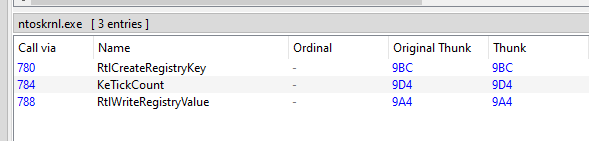 ntoskrnl.exe [ 3 entries ]
Call via Name Ordinal Original Thunk Thunk
780 RtlCreateRegistryKey - 9BC 9BC
784 KeTickCount - 9D4 9D4
788 RtlWriteRegistryValue - 9A4 9A4